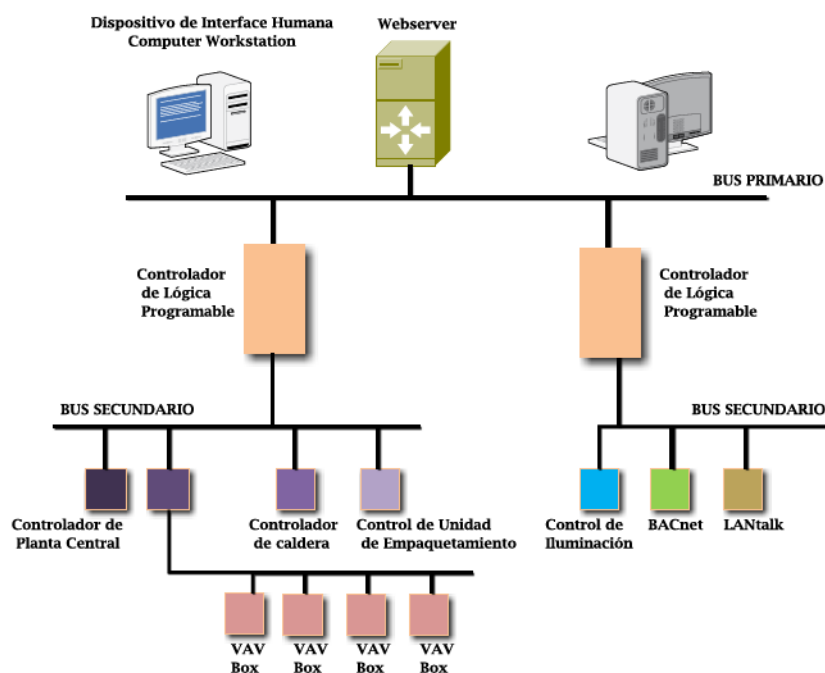 Dispositivo de Interface Humana
Computer Workstation
Webserver
BUS PRIMARIO
Controlador
de Lógica
Programable
Controlador
de Lógica
Programable
BUS SECUNDARIO
BUS SECUNDARIO
Controlador de
Planta Central
Controlador
de caldera
Control de Unidad
de Empaquetamiento
Control de
Iluminación
BACnet
LANtalk
VAV
Box
VAV
Box
VAV
Box
VAV
Box